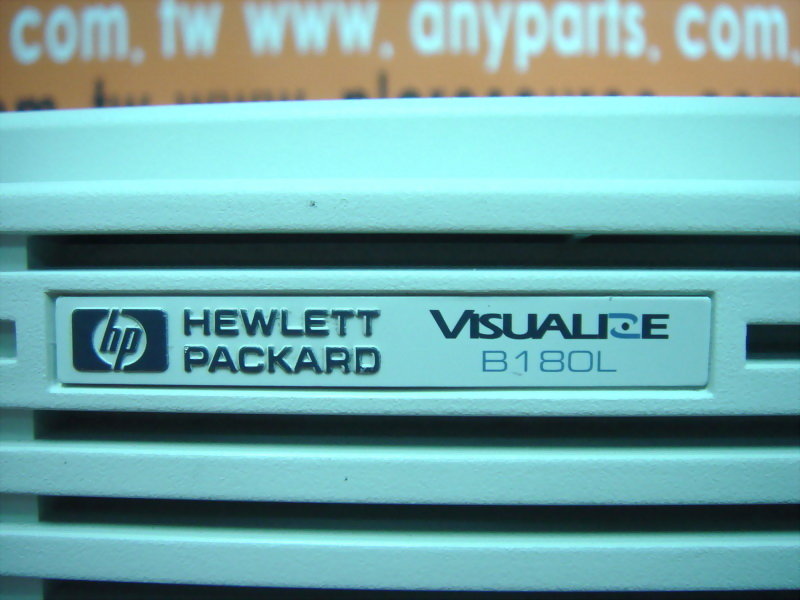 com. tw www. anyparts. com.
hp HEWLETT PACKARD
VISUALIZE
B180L